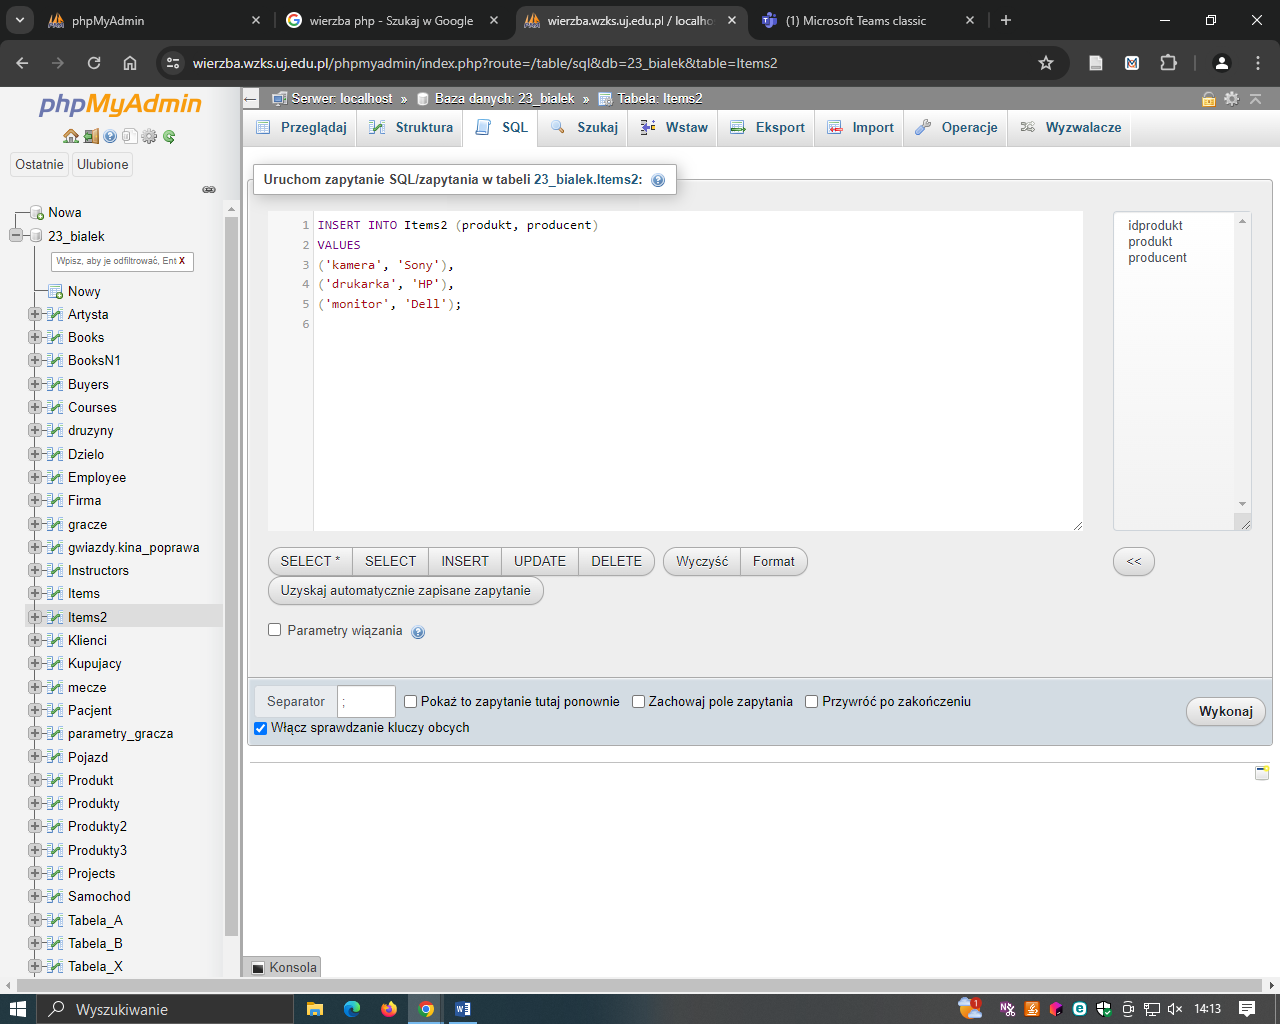 phpMyAdmin
wierzba php - Szukaj w Google
wierzba.wzks.uj.edu.pl / localho
(1) Microsoft Teams classic
wierzba.wzks.uj.edu.pl/phpmyadmin/index.php?route=/table/sql&db=23_bialek&table=Items2
phpMyAdmin
Ostatnie
Ulubione
Nowa
23_bialek
Wpisz, aby je odfiltrować, Ent X
Nowy
Artysta
Books
BooksN1
Buyers
Courses
druzyny
Dzielo
Employee
Firma
gracze
gwiazdy.kina_poprawa
Instructors
Items
Items2
Klienci
Kupujacy
mecze
Pacjent
parametry_gracza
Pojazd
Produkt
Produkty
Produkty2
Produkty3
Projects
Samochod
Tabela_A
Tabela_B
Tabela_X
Serwer: localhost » Baza danych: 23_bialek » Tabela: Items2
Przeglądaj
Struktura
SQL
Szukaj
Wstaw
Eksport
Import
Operacje
Wyzwalacze
Uruchom zapytanie SQL/zapytania w tabeli 23_bialek.Items2:
1 INSERT INTO Items2 (produkt, producent)
2 VALUES
3 ('kamera', 'Sony'),
4 ('drukarka', 'HP'),
5 ('monitor', 'Dell');
6
idprodukt
produkt
producent
SELECT *
SELECT
INSERT
UPDATE
DELETE
Wyczyść
Format
<<
Uzyskaj automatycznie zapisane zapytanie
Parametry wiązania
Separator ;
Pokaż to zapytanie tutaj ponownie
Zachowaj pole zapytania
Przywróć po zakończeniu
Włącz sprawdzanie kluczy obcych
Wykonaj
Konsola
Wyszukiwanie
1
14:13